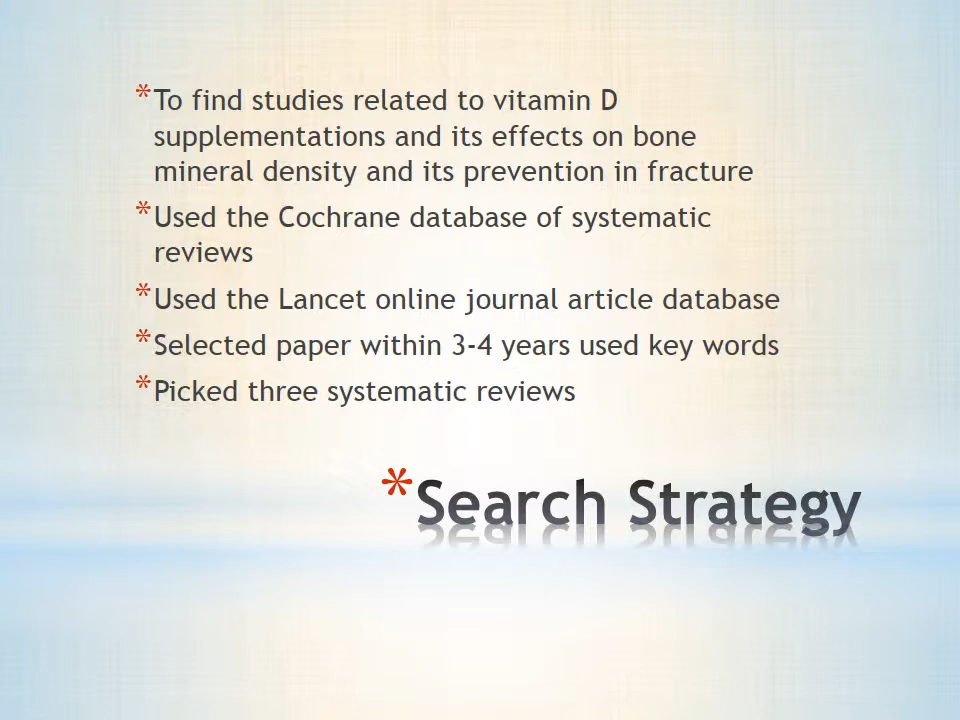 *To find studies related to vitamin D
supplementations and its effects on bone
mineral density and its prevention in fracture
*Used the Cochrane database of systematic
reviews
*Used the Lancet online journal article database
*Selected paper within 3-4 years used key words
*Picked three systematic reviews
*Search Strategy